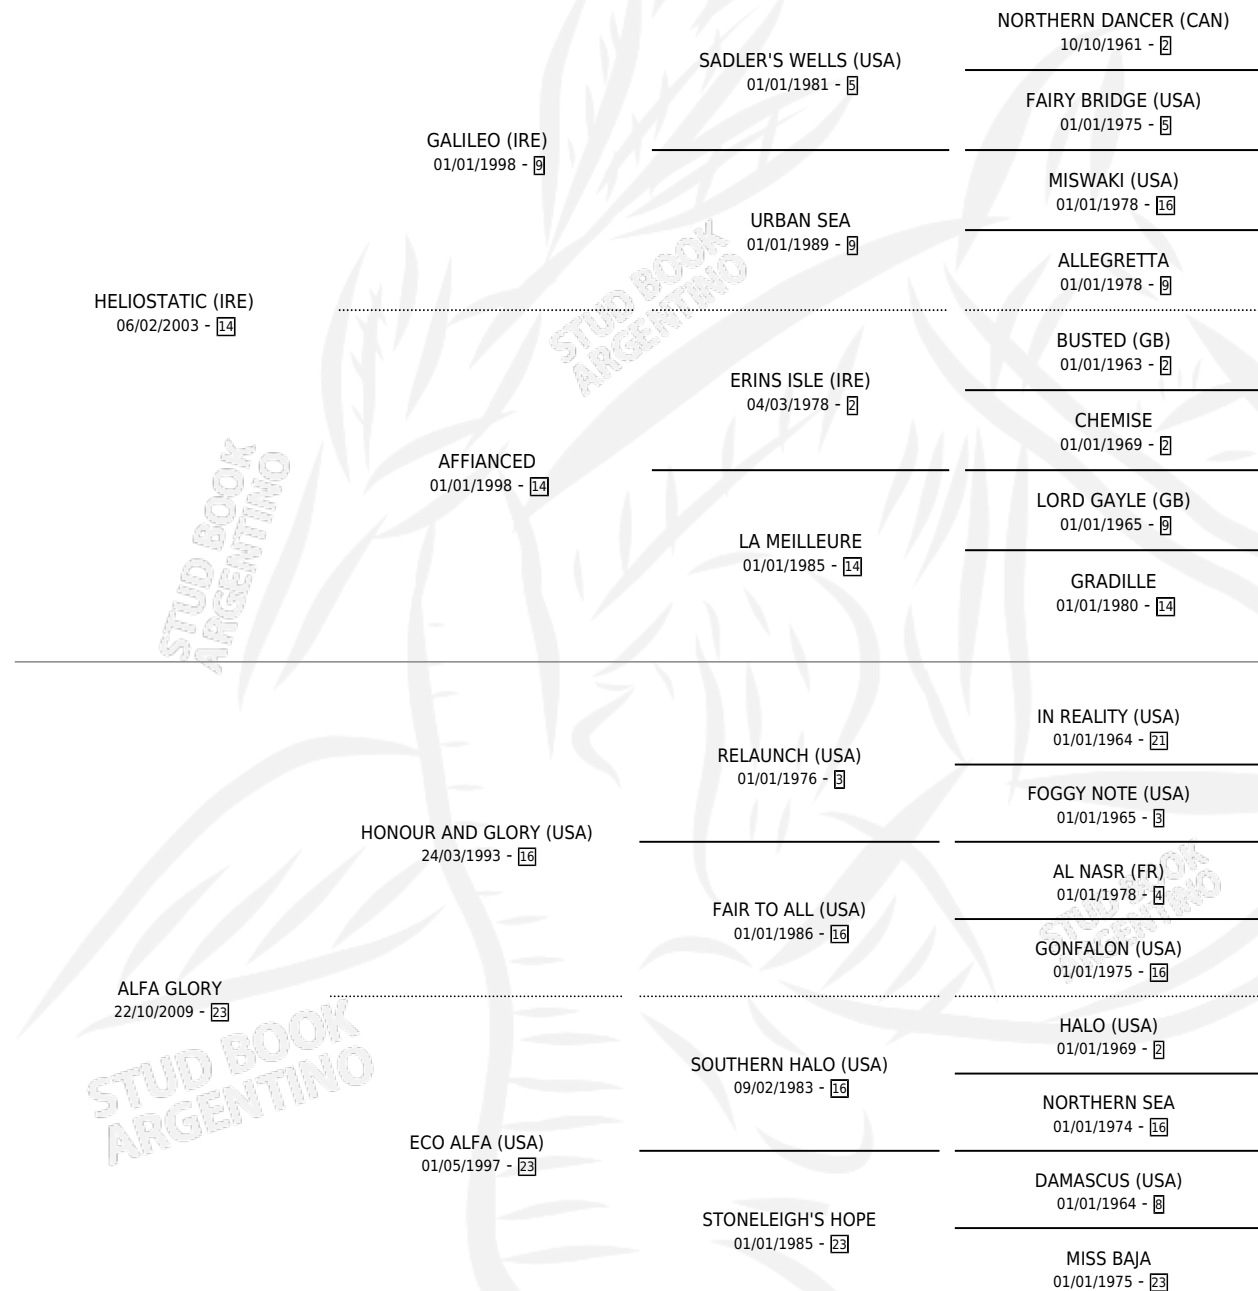 NORTHERN DANCER (CAN)
10/10/1961 - 2
SADLER'S WELLS (USA)
01/01/1981 - 5
FAIRY BRIDGE (USA)
01/01/1975 - 5
GALILEO (IRE)
01/01/1998 - 9
MISWAKI (USA)
01/01/1978 - 16
URBAN SEA
01/01/1989 - 9
ALLEGRETTA
01/01/1978 - 9
HELIOSTATIC (IRE)
06/02/2003 - 14
BUSTED (GB)
01/01/1963 - 2
ERINS ISLE (IRE)
04/03/1978 - 2
CHEMISE
01/01/1969 - 2
AFFIANCED
01/01/1998 - 14
LORD GAYLE (GB)
01/01/1965 - 9
LA MEILLEURE
01/01/1985 - 14
GRADILLE
01/01/1980 - 14
IN REALITY (USA)
01/01/1964 - 21
RELAUNCH (USA)
01/01/1976 - 3
FOGGY NOTE (USA)
01/01/1965 - 3
HONOUR AND GLORY (USA)
24/03/1993 - 16
AL NASR (FR)
01/01/1978 - 4
FAIR TO ALL (USA)
01/01/1986 - 16
GONFALON (USA)
01/01/1975 - 16
ALFA GLORY
22/10/2009 - 23
HALO (USA)
01/01/1969 - 2
SOUTHERN HALO (USA)
09/02/1983 - 16
NORTHERN SEA
01/01/1974 - 16
ECO ALFA (USA)
01/05/1997 - 23
DAMASCUS (USA)
01/01/1964 - 8
STONELEIGH'S HOPE
01/01/1985 - 23
MISS BAJA
01/01/1975 - 23
STUD BOOK
ARGENTINO
STUD BOOK
ARGENTINO
STUD BOOK
ARGENTINO
STUD BOOK
ARGENTINO